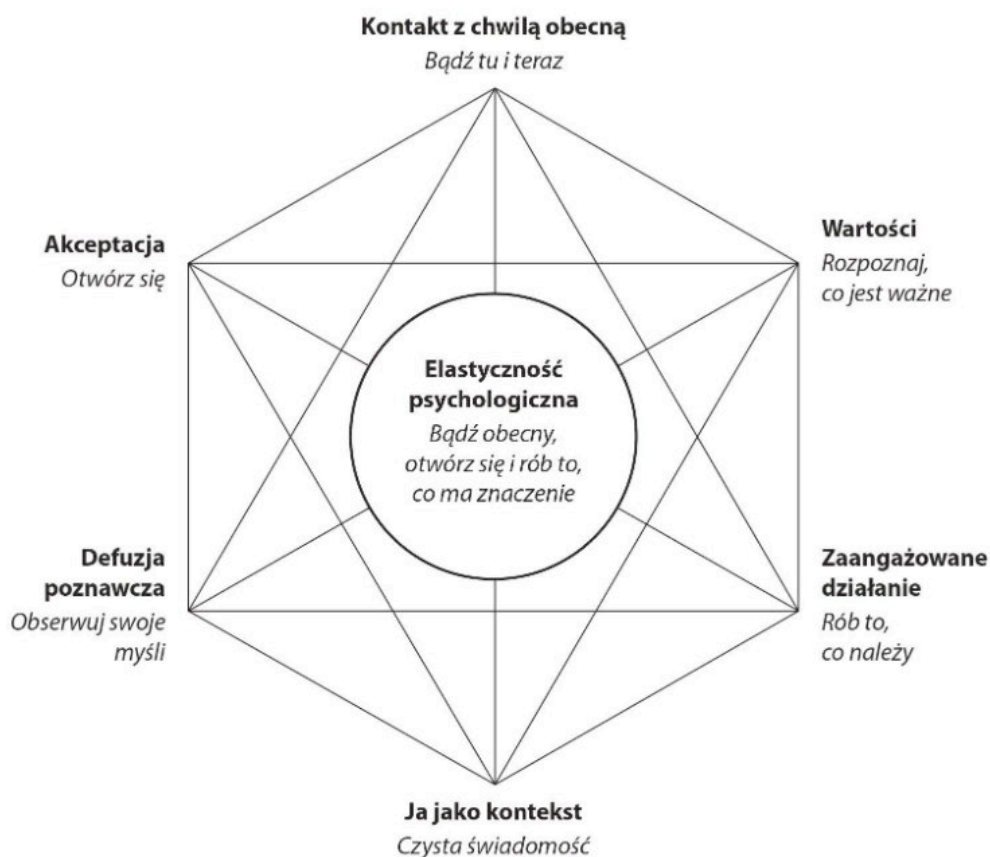 Kontakt z chwilą obecną
Bądź tu i teraz
Akceptacja
Otwórz się
Wartości
Rozpoznaj,
co jest ważne
Elastyczność
psychologiczna
Bądź obecny,
otwórz się i rób to,
co ma znaczenie
Defuzja
poznawcza
Obserwuj swoje
myśli
Zaangażowane
działanie
Rób to,
co należy
Ja jako kontekst
Czysta świadomość